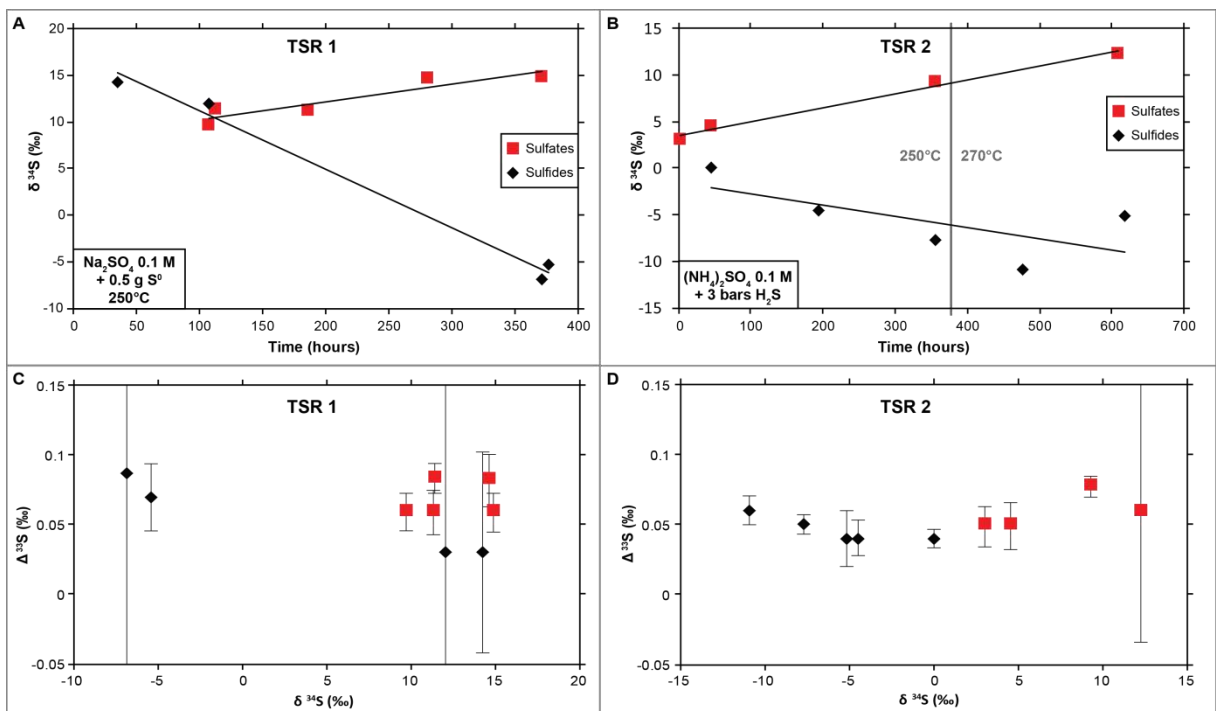 A
TSR 1
20
15
10
5
0
-5
-10
δ ³⁴S (‰)
Sulfates
Sulfides
Na₂SO₄ 0.1 M
+ 0.5 g S⁰
250°C
0 50 100 150 200 250 300 350 400
Time (hours)
B
TSR 2
15
10
5
0
-5
-10
-15
δ ³⁴S (‰)
Sulfates
Sulfides
250°C 270°C
(NH₄)₂SO₄ 0.1 M
+ 3 bars H₂S
0 100 200 300 400 500 600 700
Time (hours)
C
TSR 1
0.15
0.1
0.05
0
-0.05
Δ ³³S (‰)
-10 -5 0 5 10 15 20
δ ³⁴S (‰)
D
TSR 2
0.15
0.1
0.05
0
-0.05
Δ ³³S (‰)
-15 -10 -5 0 5 10 15
δ ³⁴S (‰)